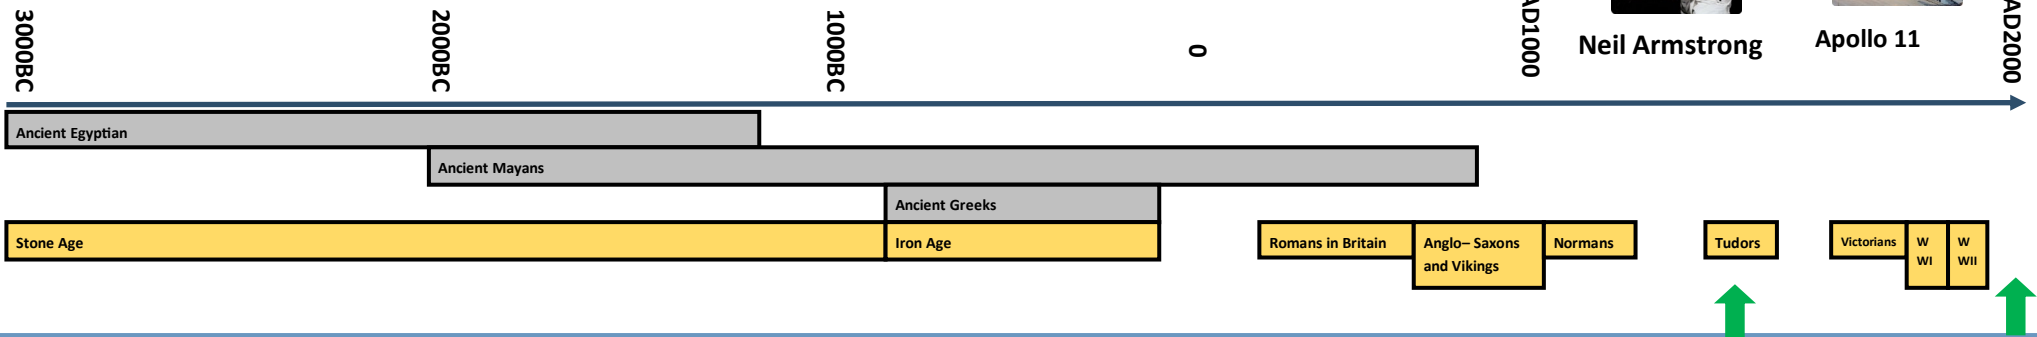 30000BC
2000BC
1000BC
0
AD1000
AD2000
Neil Armstrong
Apollo 11
Ancient Egyptian
Ancient Mayans
Ancient Greeks
Stone Age
Iron Age
Romans in Britain
Anglo– Saxons
and Vikings
Normans
Tudors
Victorians
W
WI
W
WII